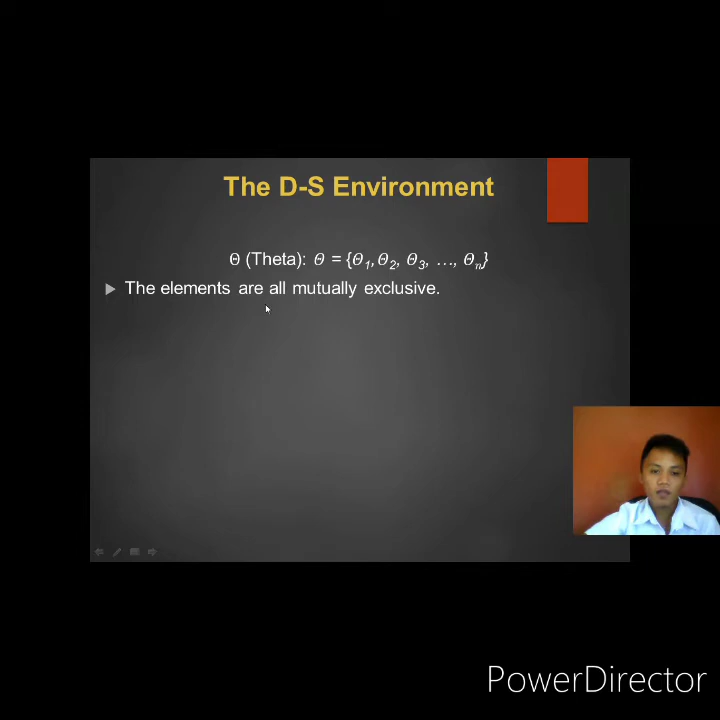 The D-S Environment
Θ (Theta): Θ = {Θ1,Θ2, Θ3, …, Θn}
The elements are all mutually exclusive.
PowerDirector